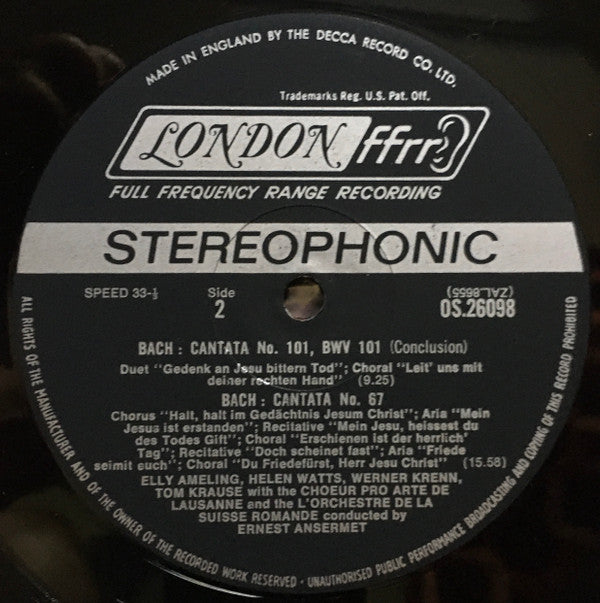 MADE IN ENGLAND BY THE DECCA RECORD CO. LTD.
Trademarks Reg. U.S. Pat. Off.
LONDON ffrr
FULL FREQUENCY RANGE RECORDING
STEREOPHONIC
SPEED 33-⅓
Side
2
(ZAL.8655)
OS.26098
BACH: CANTATA No. 101, BWV 101 (Conclusion)
Duet "Gedenk an Jesu bittern Tod"; Choral "Leit' uns mit
deiner rechten Hand" (9.25)
BACH: CANTATA No. 67
Chorus "Halt, halt im Gedächtnis Jesum Christ"; Aria "Mein
Jesus ist erstanden"; Recitative "Mein Jesu, heissest du
des Todes Gift"; Choral "Erschienen ist der herrlich'
Tag"; Recitative "Doch scheinet fast"; Aria "Friede
seimit euch"; Choral "Du Friedefürst, Herr Jesu Christ" (15.58)
ELLY AMELING, HELEN WATTS, WERNER KRENN,
TOM KRAUSE with the CHOEUR PRO ARTE DE
LAUSANNE and the L'ORCHESTRE DE LA
SUISSE ROMANDE conducted by
ERNEST ANSERMET
ALL RIGHTS OF THE MANUFACTURER AND OF THE OWNER OF THE RECORDED WORK RESERVED · UNAUTHORISED PUBLIC PERFORMANCE BROADCASTING AND COPYING OF THIS RECORD PROHIBITED